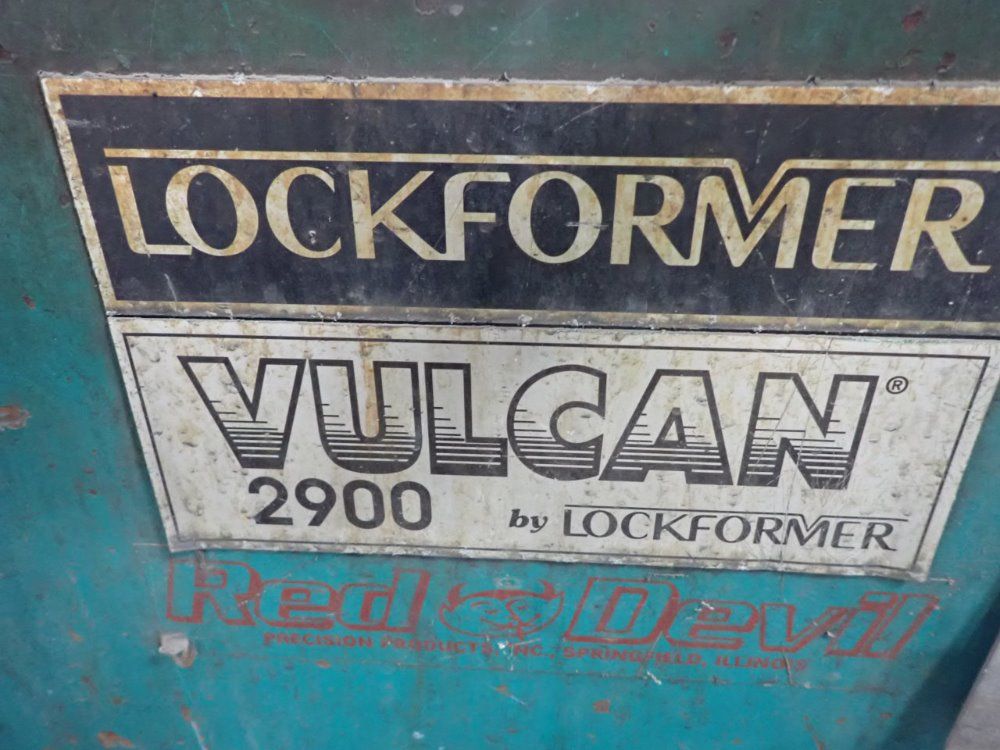 LOCKFORMER
VULCAN®
2900 by LOCKFORMER
Red Devil
PRECISION PRODUCTS, INC., SPRINGFIELD, ILLINOIS